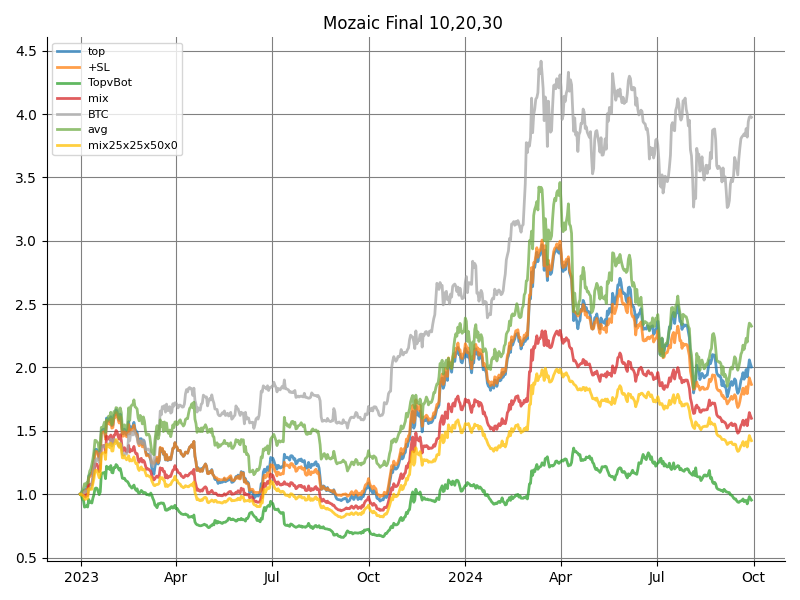 Mozaic Final 10,20,30
top
+SL
TopvBot
mix
BTC
avg
mix25x25x50x0
4.5
4.0
3.5
3.0
2.5
2.0
1.5
1.0
0.5
2023
Apr
Jul
Oct
2024
Apr
Jul
Oct